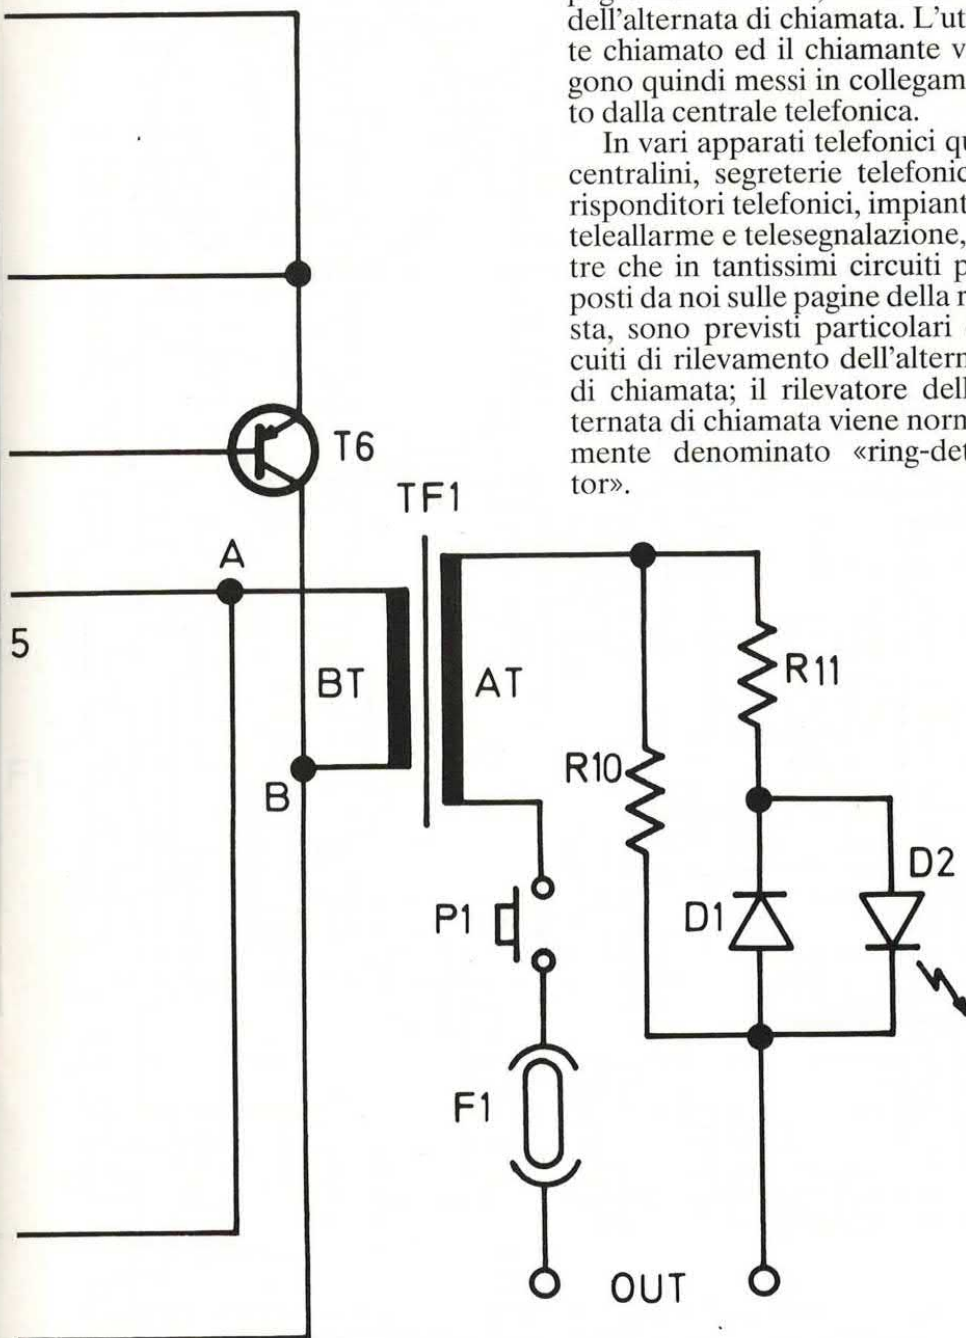 dell'alternata di chiamata. L'ut
te chiamato ed il chiamante v
gono quindi messi in collegam
to dalla centrale telefonica.
In vari apparati telefonici qu
centralini, segreterie telefonic
risponditori telefonici, impiant
teleallarme e telesegnalazione,
tre che in tantissimi circuiti p
posti da noi sulle pagine della r
sta, sono previsti particolari
cuiti di rilevamento dell'altern
di chiamata; il rilevatore dell
ternata di chiamata viene norm
mente denominato «ring-det
tor».
T6
TF1
A
5
BT
AT
R11
R10
B
D2
P1
D1
F1
OUT